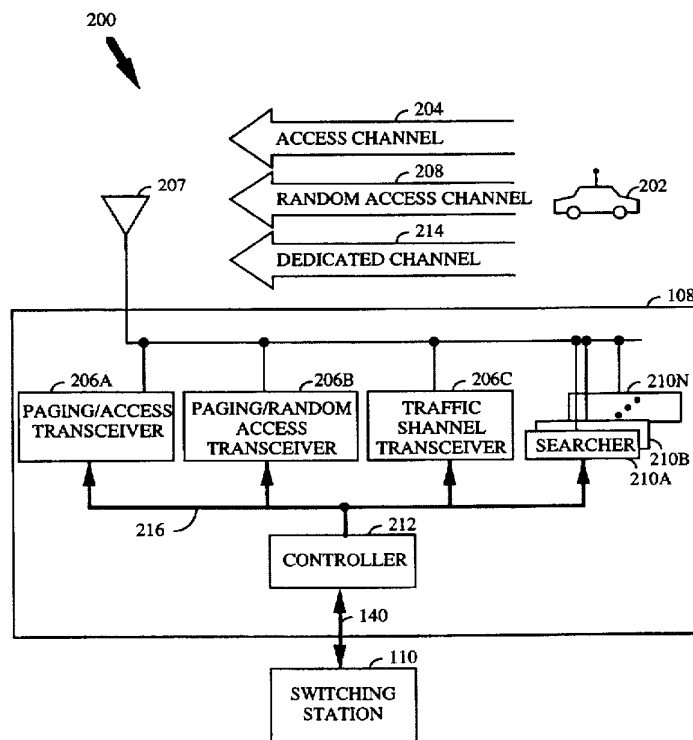 200
204
ACCESS CHANNEL
207
208
RANDOM ACCESS CHANNEL
202
214
DEDICATED CHANNEL
108
206A
PAGING/ACCESS
TRANSCEIVER
206B
PAGING/RANDOM
ACCESS
TRANSCEIVER
206C
TRAFFIC
SHANNEL
TRANSCEIVER
210N
SEARCHER
210B
210A
216
212
CONTROLLER
140
110
SWITCHING
STATION